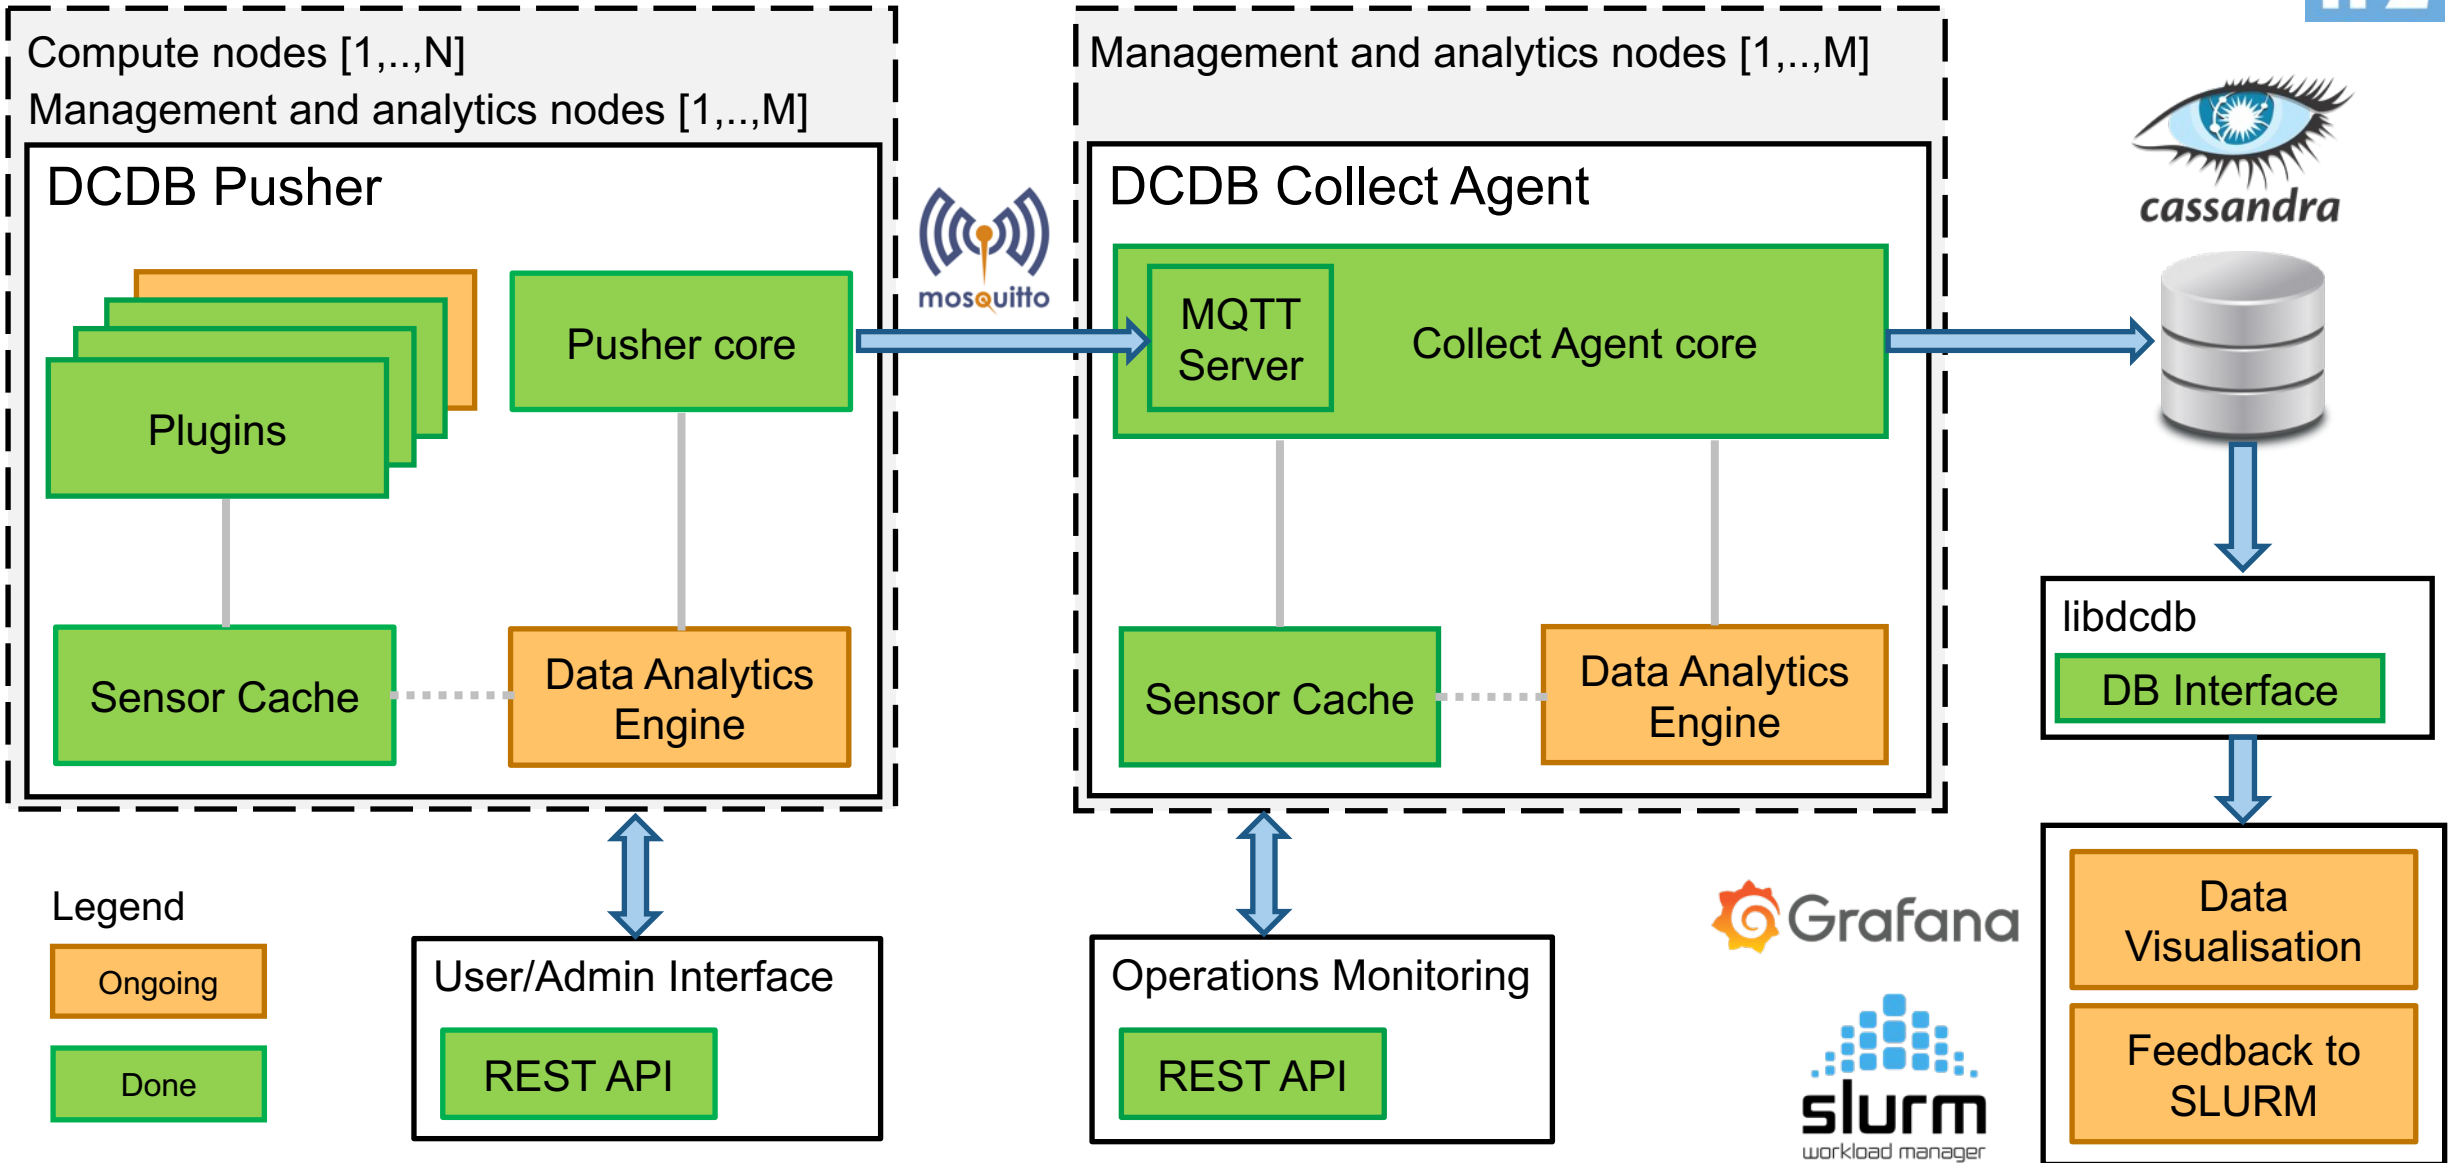 Compute nodes [1,..,N]
Management and analytics nodes [1,..,M]
DCDB Pusher
Plugins
Pusher core
Sensor Cache
Data Analytics
Engine
mosquitto
Management and analytics nodes [1,..,M]
DCDB Collect Agent
MQTT
Server
Collect Agent core
Sensor Cache
Data Analytics
Engine
cassandra
libdcdb
DB Interface
Legend
Ongoing
Done
User/Admin Interface
REST API
Operations Monitoring
REST API
Grafana
slurm
workload manager
Data
Visualisation
Feedback to
SLURM